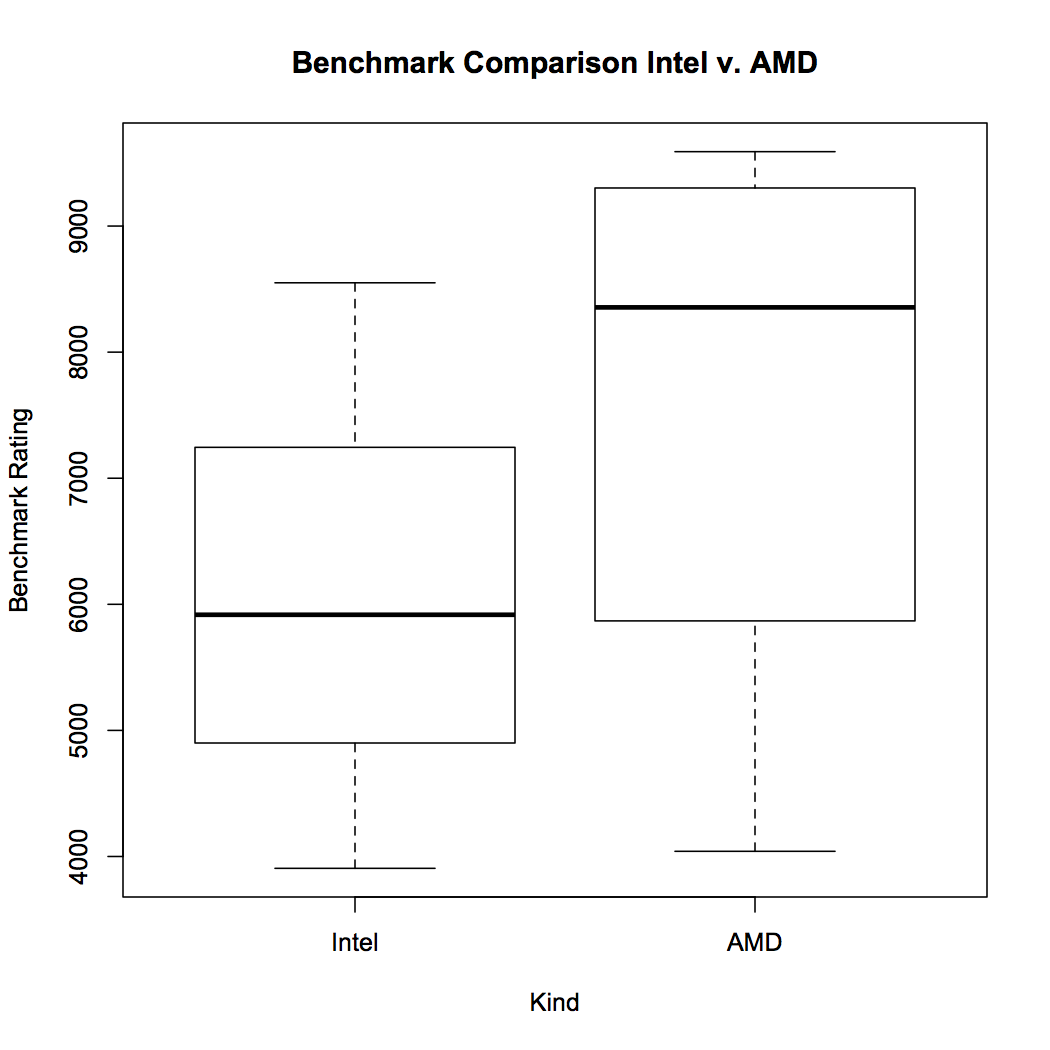 Benchmark Comparison Intel v. AMD
Benchmark Rating
9000
8000
7000
6000
5000
4000
Intel AMD
Kind